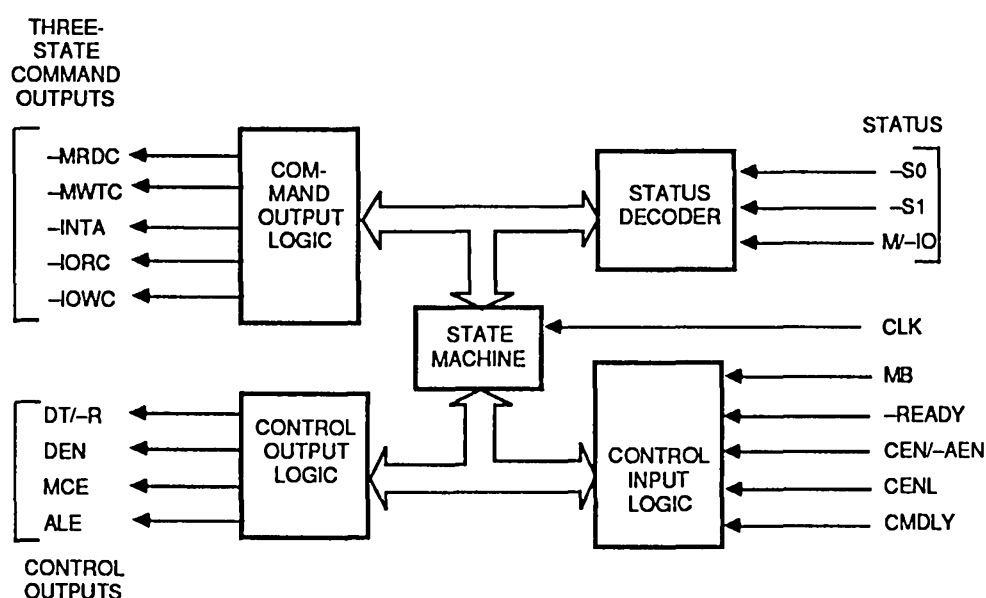 THREE-
STATE
COMMAND
OUTPUTS
-MRDC
-MWTC
-INTA
-IORC
-IOWC
COM-
MAND
OUTPUT
LOGIC
STATUS
DECODER
STATUS
-S0
-S1
M/-IO
STATE
MACHINE
CLK
DT/-R
DEN
MCE
ALE
CONTROL
OUTPUT
LOGIC
CONTROL
INPUT
LOGIC
MB
-READY
CEN/-AEN
CENL
CMDLY
CONTROL
OUTPUTS